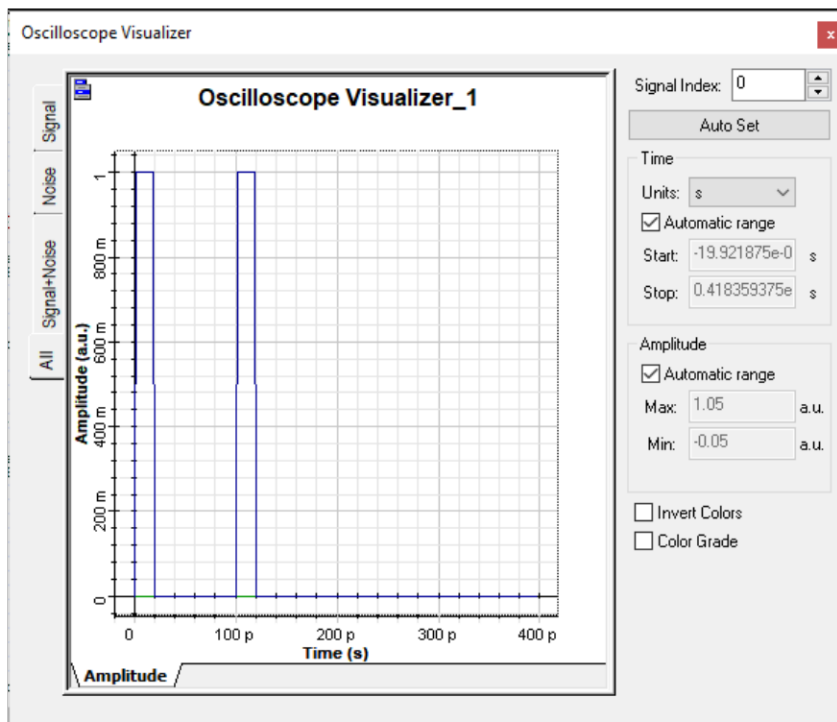 Oscilloscope Visualizer
x
Signal
Noise
Signal+Noise
All
Oscilloscope Visualizer_1
Amplitude (a.u.)
1
800 m
600 m
400 m
200 m
0
0 100 p 200 p 300 p 400 p
Time (s)
Amplitude
Signal Index: 0
Auto Set
Time
Units: s
Automatic range
Start: -19.921875e-0 s
Stop: 0.418359375e s
Amplitude
Automatic range
Max: 1.05 a.u.
Min: -0.05 a.u.
Invert Colors
Color Grade